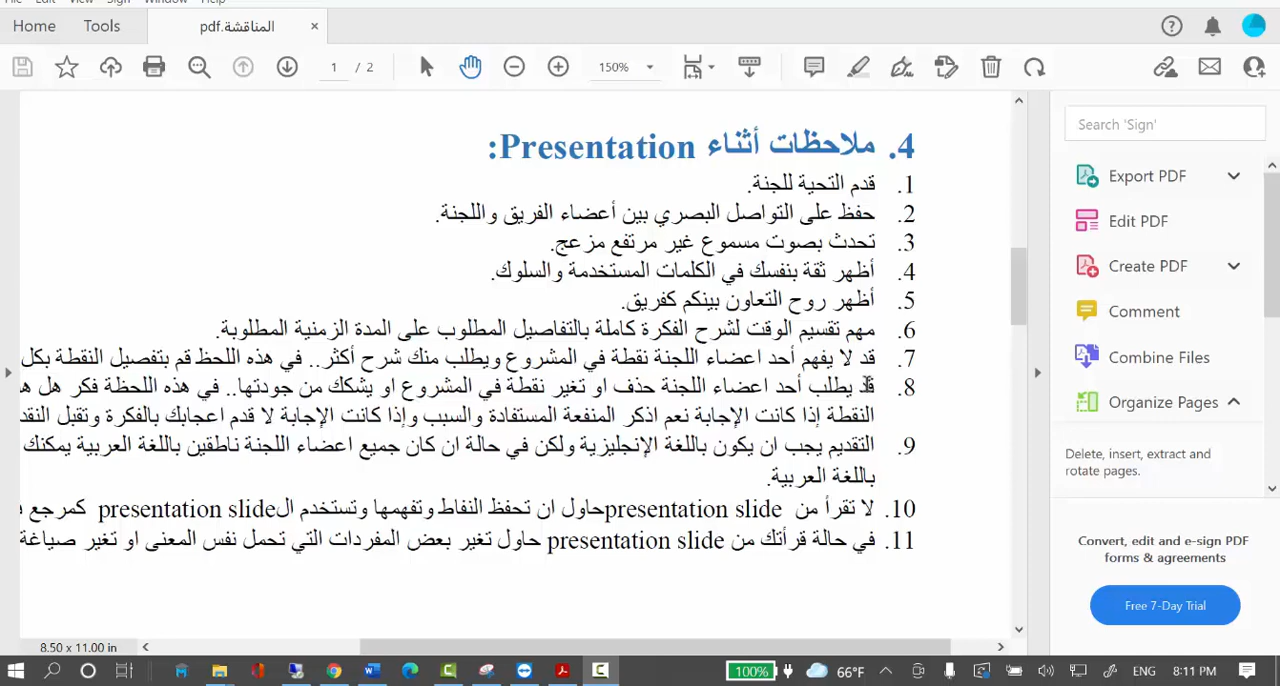 File Edit View Sign Window Help
Home Tools المناقشة.pdf ×
1 / 2 150%
Search 'Sign'
Export PDF
Edit PDF
Create PDF
Comment
Combine Files
Organize Pages
Delete, insert, extract and
rotate pages.
Convert, edit and e-sign PDF
forms & agreements
Free 7-Day Trial
4. ملاحظات أثناء Presentation:
1. قدم التحية للجنة.
2. حفظ على التواصل البصري بين أعضاء الفريق واللجنة.
3. تحدث بصوت مسموع غير مرتفع مزعج.
4. أظهر ثقة بنفسك في الكلمات المستخدمة والسلوك.
5. أظهر روح التعاون بينكم كفريق.
6. مهم تقسيم الوقت لشرح الفكرة كاملة بالتفاصيل المطلوب على المدة الزمنية المطلوبة.
7. قد لا يفهم أحد اعضاء اللجنة نقطة في المشروع ويطلب منك شرح أكثر.. في هذه اللحظ قم بتفصيل النقطة بكل
8. قد يطلب أحد اعضاء اللجنة حذف او تغير نقطة في المشروع او يشكك من جودتها.. في هذه اللحظة فكر هل
النقطة إذا كانت الإجابة نعم اذكر المنفعة المستفادة والسبب وإذا كانت الإجابة لا قدم اعجابك بالفكرة وتقبل
9. التقديم يجب ان يكون باللغة الإنجليزية ولكن في حالة ان كان جميع اعضاء اللجنة ناطقين باللغة العربية يمكنك
باللغة العربية.
10. لا تقرأ من presentation slide حاول ان تحفظ النقاط وتفهمها وتستخدم ال presentation slide كمرجع
11. في حالة قرأتك من presentation slide حاول تغير بعض المفردات التي تحمل نفس المعنى او تغير صياغة
8.50 x 11.00 in
100% 66°F ENG 8:11 PM